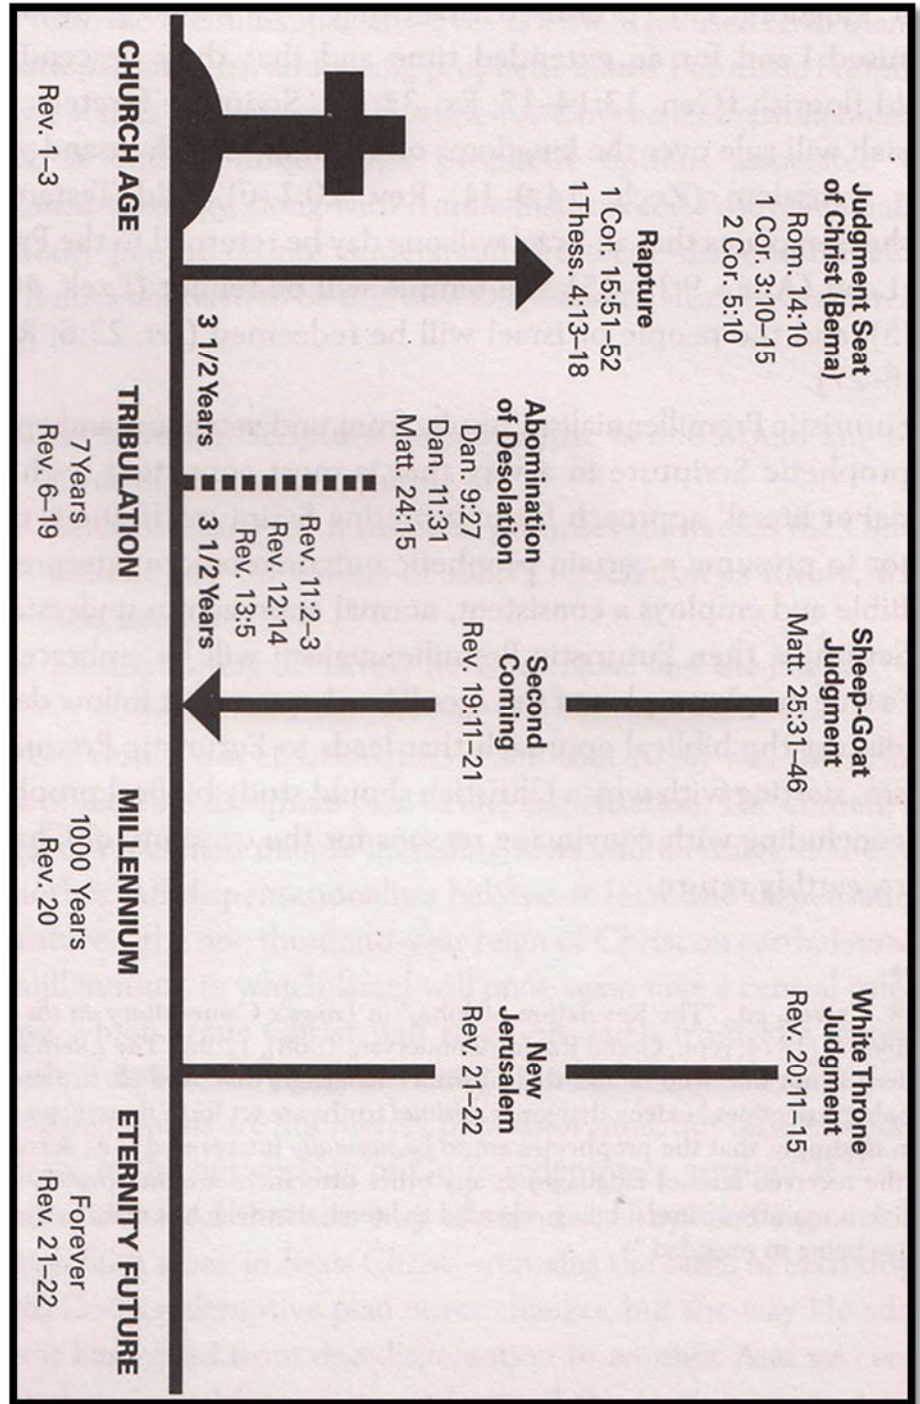 Judgment Seat
of Christ (Bema)
Rom. 14:10
1 Cor. 3:10–15
2 Cor. 5:10
Sheep-Goat
Judgment
Matt. 25:31–46
White Throne
Judgment
Rev. 20:11–15
Rapture
1 Cor. 15:51–52
1 Thess. 4:13–18
Abomination
of Desolation
Dan. 9:27
Dan. 11:31
Matt. 24:15
Second
Coming
Rev. 19:11–21
New
Jerusalem
Rev. 21–22
Rev. 11:2–3
Rev. 12:14
Rev. 13:5
3 1/2 Years
3 1/2 Years
CHURCH AGE
Rev. 1–3
TRIBULATION
7 Years
Rev. 6–19
MILLENNIUM
1000 Years
Rev. 20
ETERNITY FUTURE
Forever
Rev. 21–22